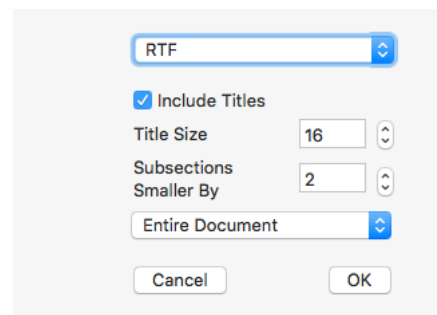 RTF
Include Titles
Title Size 16
Subsections
Smaller By 2
Entire Document
Cancel OK